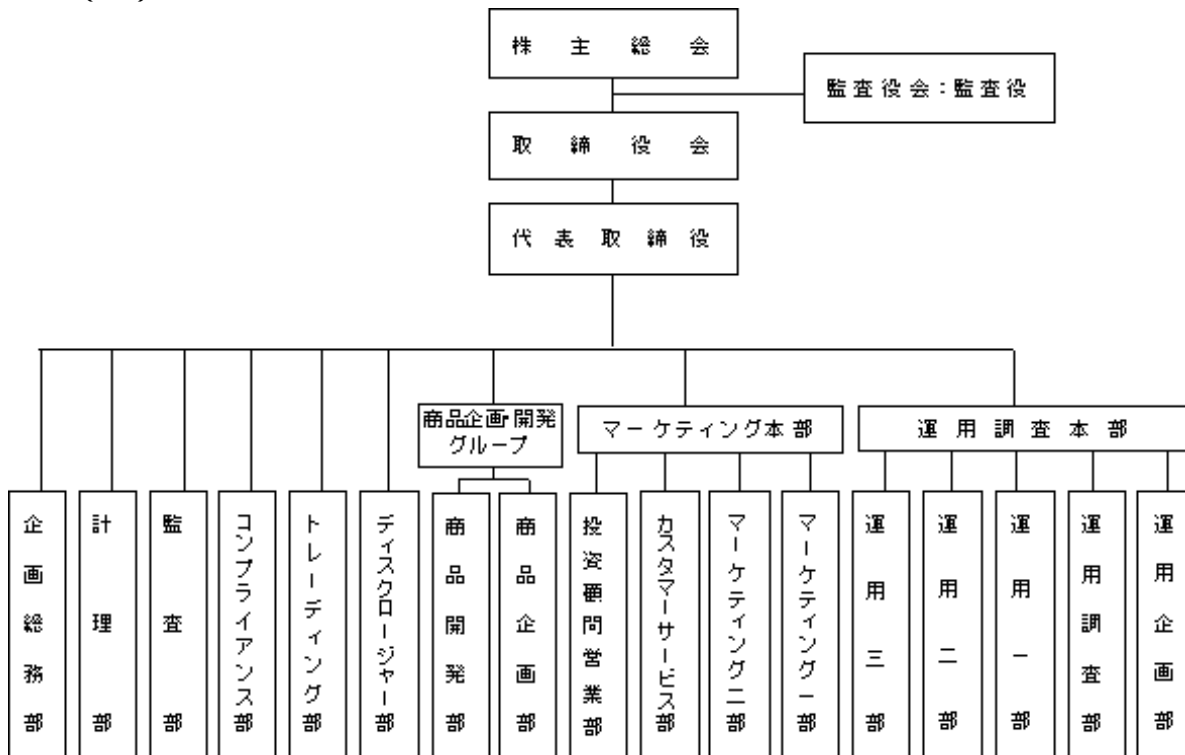 株主総会
監査役会：監査役
取締役会
代表取締役
商品企画・開発
グループ
マーケティング本部
運用調査本部
企画総務部
計理部
監査部
コンプライアンス部
トレーディング部
ディスクロージャー部
商品開発部
商品企画部
投資顧問営業部
カスタマーサービス部
マーケティング二部
マーケティング一部
運用三部
運用二部
運用一部
運用調査部
運用企画部